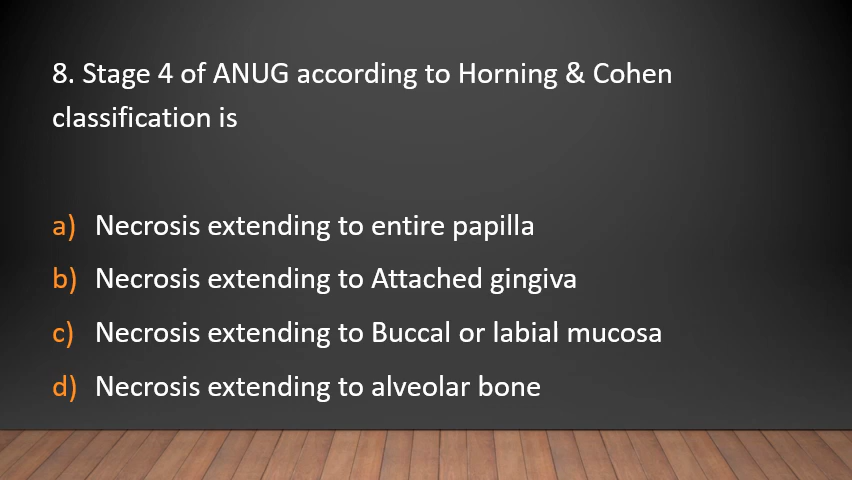 8. Stage 4 of ANUG according to Horning & Cohen
classification is
a) Necrosis extending to entire papilla
b) Necrosis extending to Attached gingiva
c) Necrosis extending to Buccal or labial mucosa
d) Necrosis extending to alveolar bone